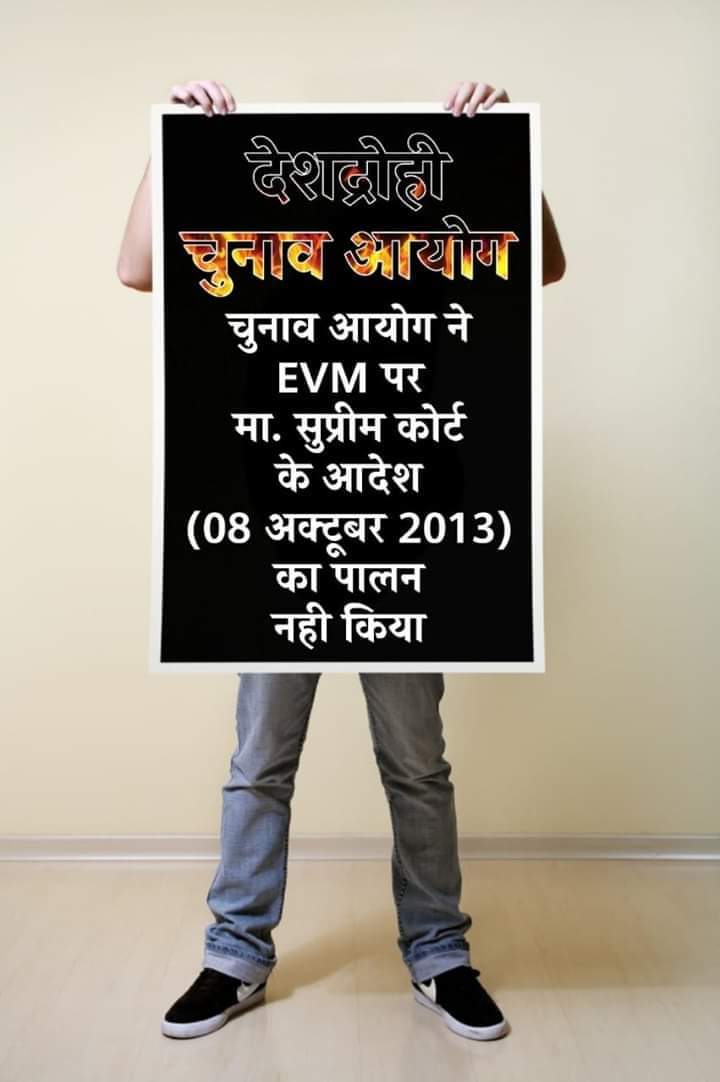 देशद्रोही
चुनाव आयोग
चुनाव आयोग ने
EVM पर
मा. सुप्रीम कोर्ट
के आदेश
(08 अक्टूबर 2013)
का पालन
नही किया